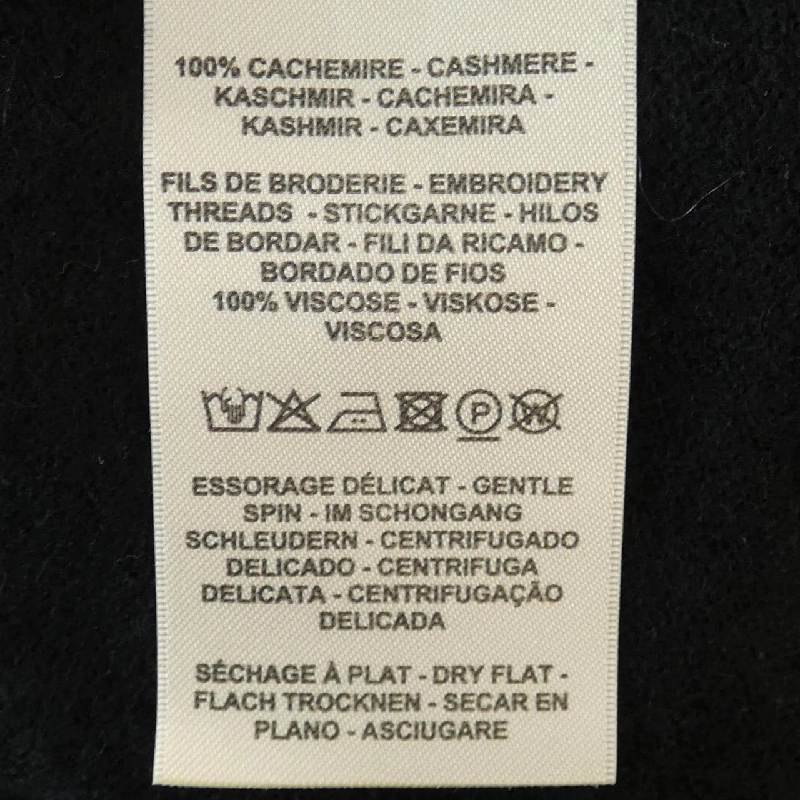 100% CACHEMIRE - CASHMERE -
KASCHMIR - CACHEMIRA -
KASHMIR - CAXEMIRA
FILS DE BRODERIE - EMBROIDERY
THREADS - STICKGARNE - HILOS
DE BORDAR - FILI DA RICAMO -
BORDADO DE FIOS
100% VISCOSE - VISKOSE -
VISCOSA
P W
ESSORAGE DÉLICAT - GENTLE
SPIN - IM SCHONGANG
SCHLEUDERN - CENTRIFUGADO
DELICADO - CENTRIFUGA
DELICATA - CENTRIFUGAÇÃO
DELICADA
SÉCHAGE À PLAT - DRY FLAT -
FLACH TROCKNEN - SECAR EN
PLANO - ASCIUGARE